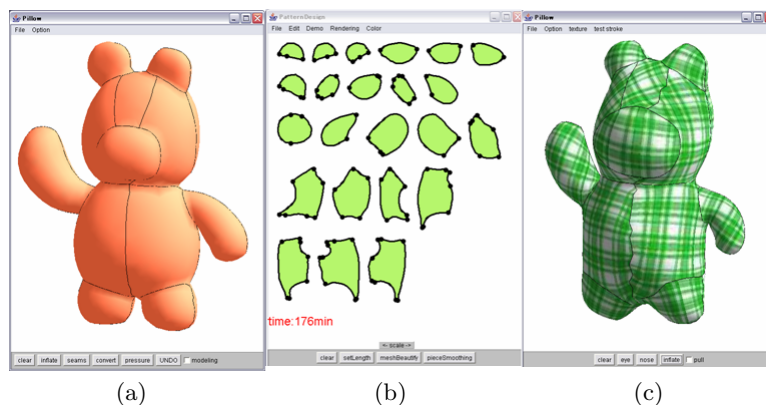 Pillow
File Option
clear inflate seams convert pressure UNDO modeling
(a)
PatternDesign
File Edit Demo Rendering Color
time:176min
<- scale ->
clear setLength meshBeautify pieceSmoothing
(b)
Pillow
File Option texture test stroke
clear eye nose inflate pull
(c)